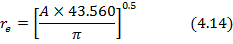 r_e = [A × 43.560 / π]^0.5 (4.14)